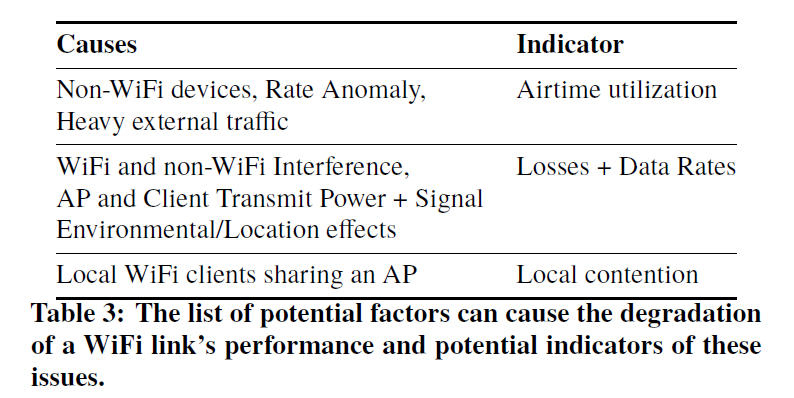 Causes Indicator
Non-WiFi devices, Rate Anomaly, Airtime utilization
Heavy external traffic
WiFi and non-WiFi Interference, Losses + Data Rates
AP and Client Transmit Power + Signal
Environmental/Location effects
Local WiFi clients sharing an AP Local contention
Table 3: The list of potential factors can cause the degradation
of a WiFi link's performance and potential indicators of these
issues.